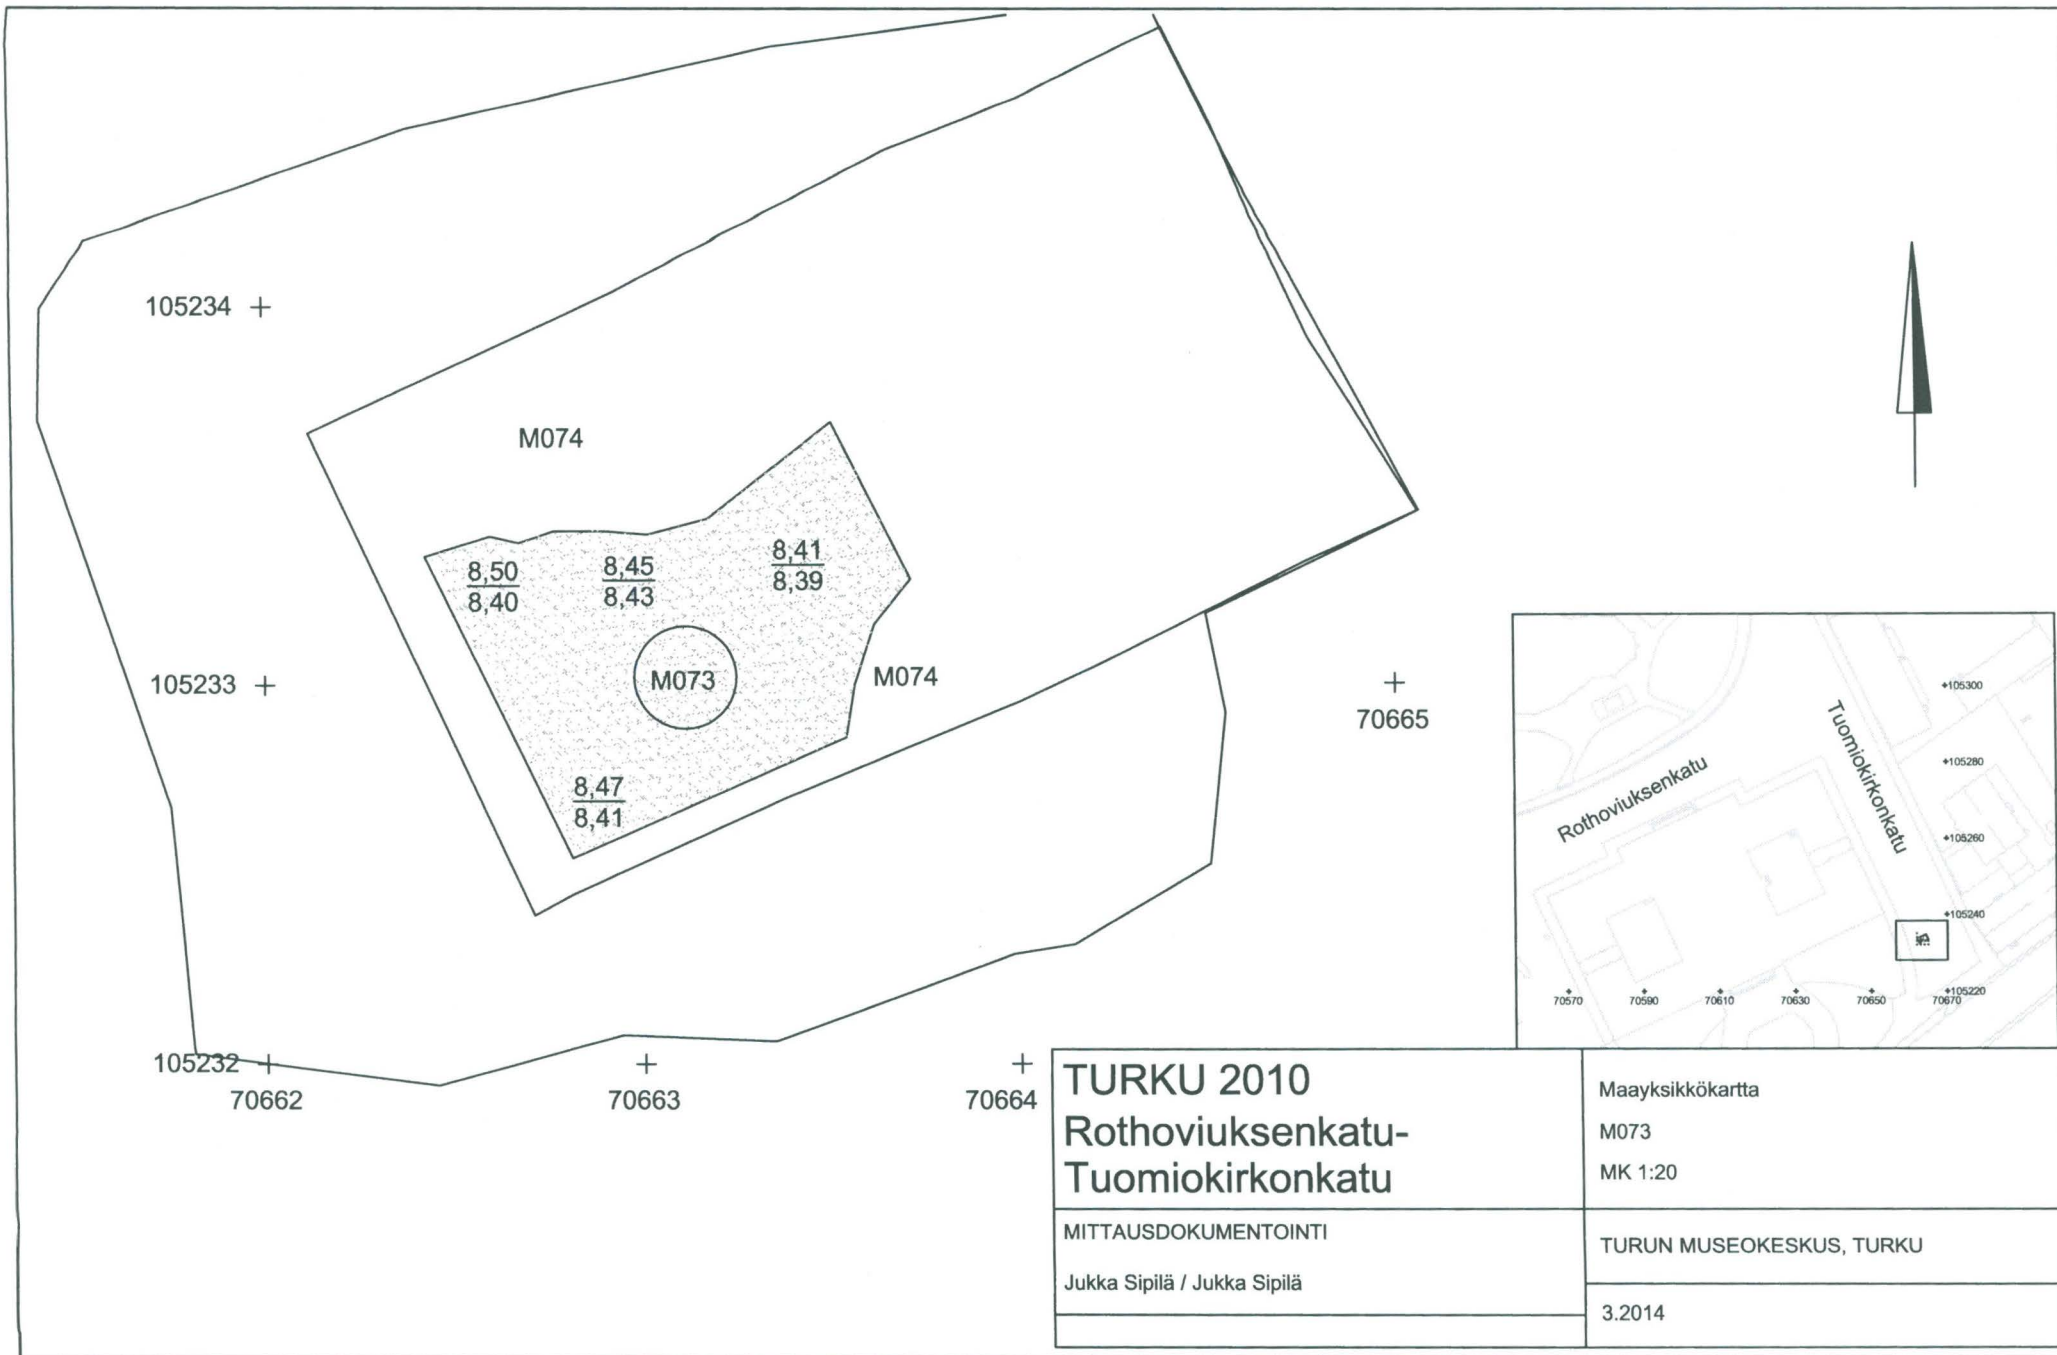 105234
M074
8,50
8,40
8,45
8,43
8,41
8,39
105233
M073
M074
70665
8,47
8,41
105232
70662
70663
70664
Rothoviuksenkatu
Tuomiokirkonkatu
105300
105280
105260
105240
105220
70570
70590
70610
70630
70650
70670
TURKU 2010
Rothoviuksenkatu-
Tuomiokirkonkatu
Maayksikkökartta
M073
MK 1:20
MITTAUSDOKUMENTOINTI
Jukka Sipilä / Jukka Sipilä
TURUN MUSEOKESKUS, TURKU
3.2014